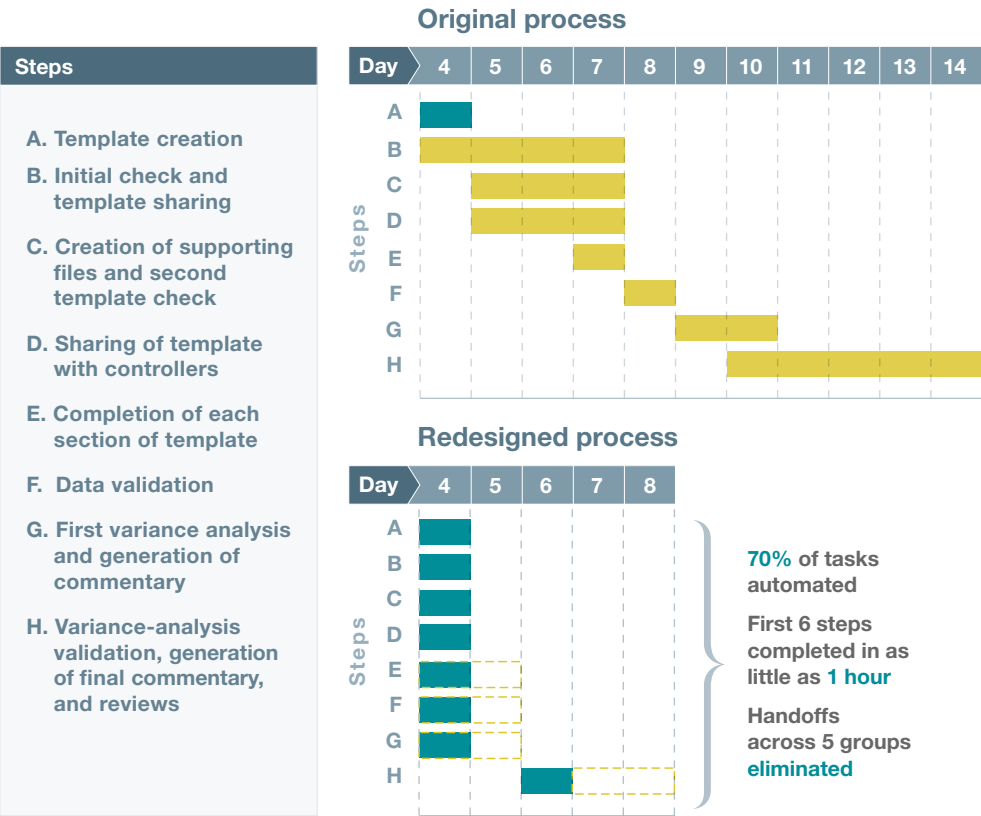 Steps
A. Template creation
B. Initial check and
template sharing
C. Creation of supporting
files and second
template check
D. Sharing of template
with controllers
E. Completion of each
section of template
F. Data validation
G. First variance analysis
and generation of
commentary
H. Variance-analysis
validation, generation
of final commentary,
and reviews
Original process
Day 4 5 6 7 8 9 10 11 12 13 14
Steps
A
B
C
D
E
F
G
H
Redesigned process
Day 4 5 6 7 8
Steps
A
B
C
D
E
F
G
H
70% of tasks
automated
First 6 steps
completed in as
little as 1 hour
Handoffs
across 5 groups
eliminated